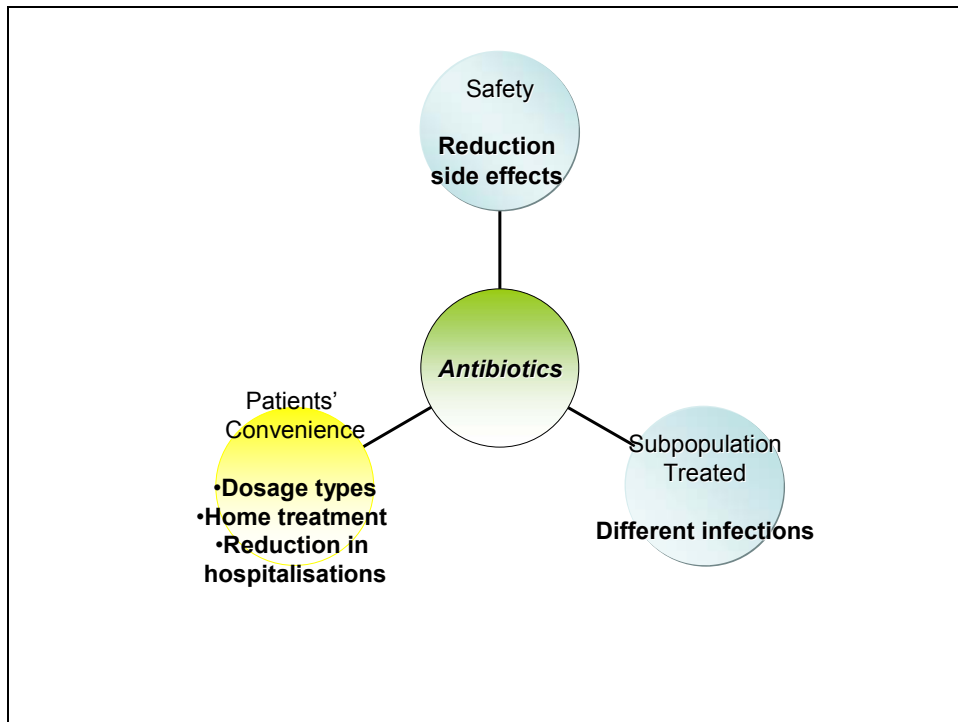 Safety
Reduction
side effects
Antibiotics
Patients’
Convenience
•Dosage types
•Home treatment
•Reduction in
hospitalisations
Subpopulation
Treated
Different infections